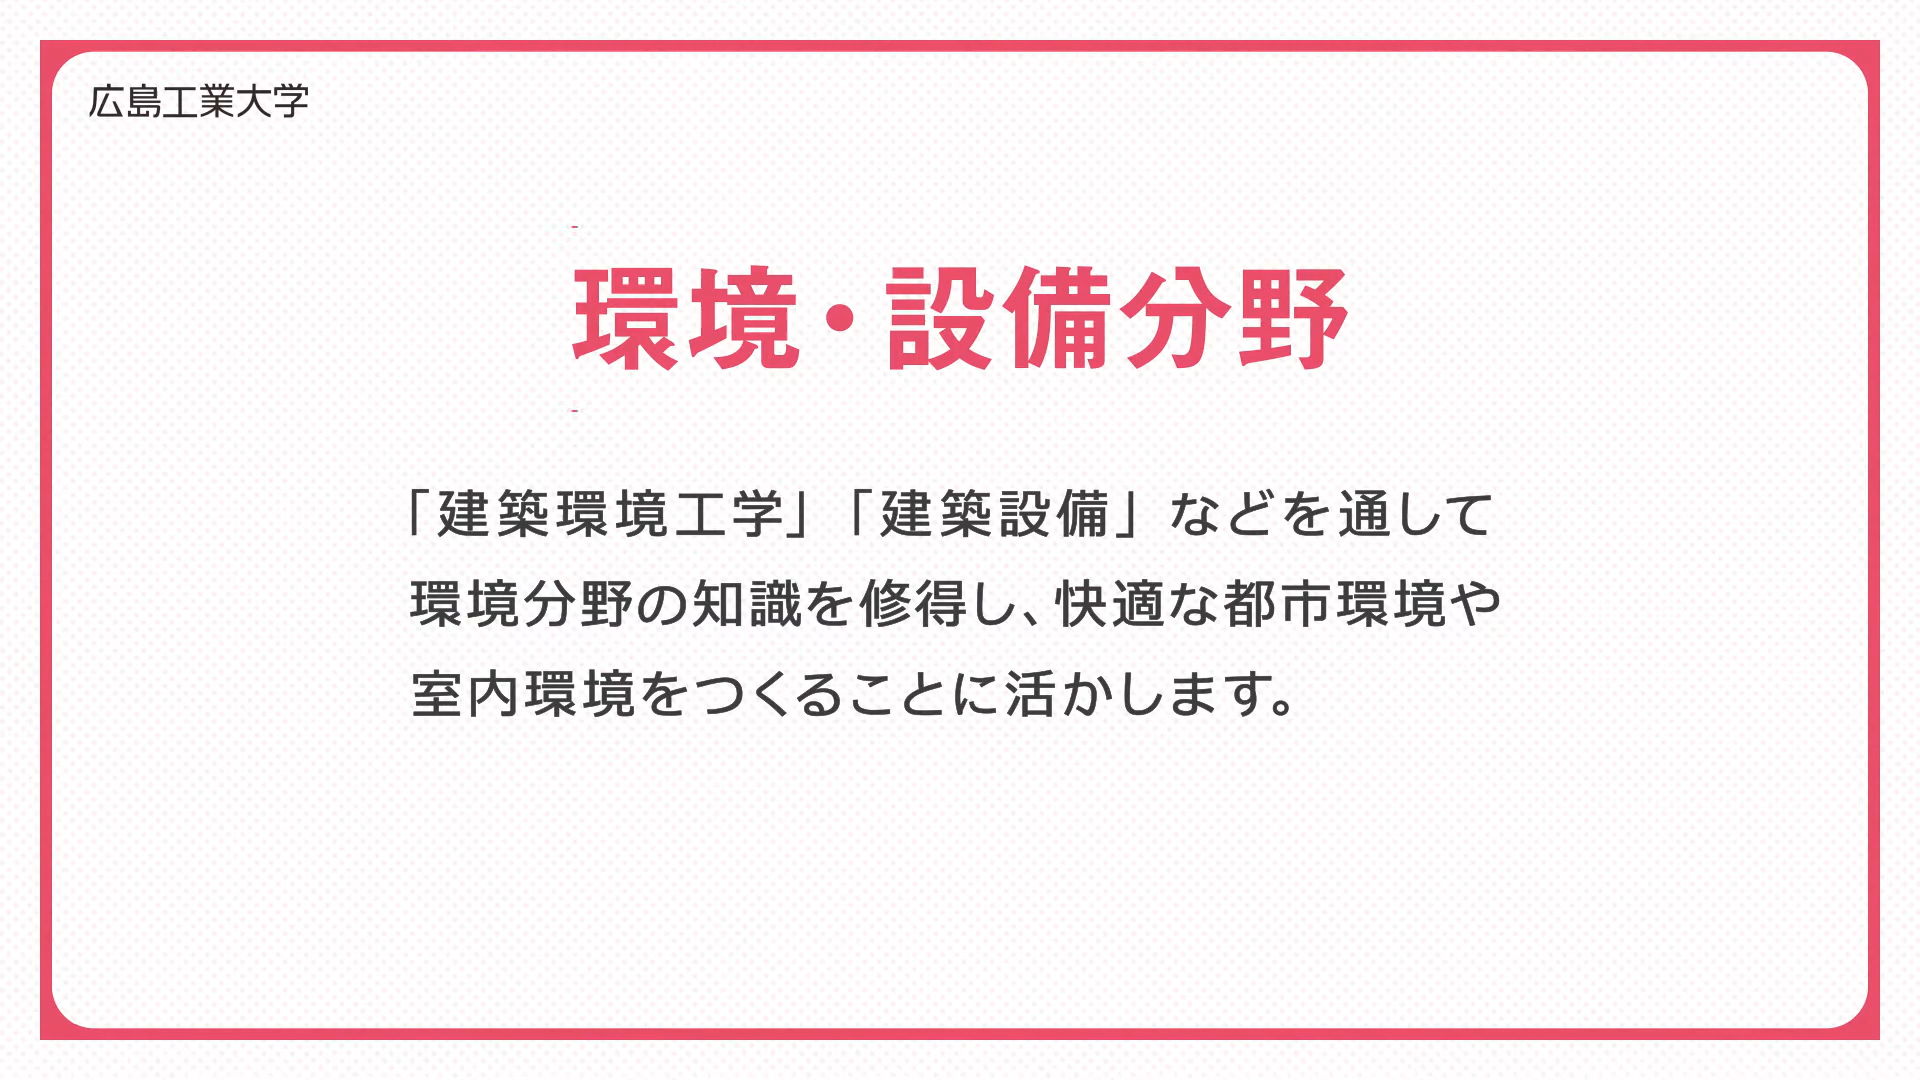 広島工業大学
環境・設備分野
「建築環境工学」「建築設備」などを通して
環境分野の知識を修得し、快適な都市環境や
室内環境をつくることに活かします。